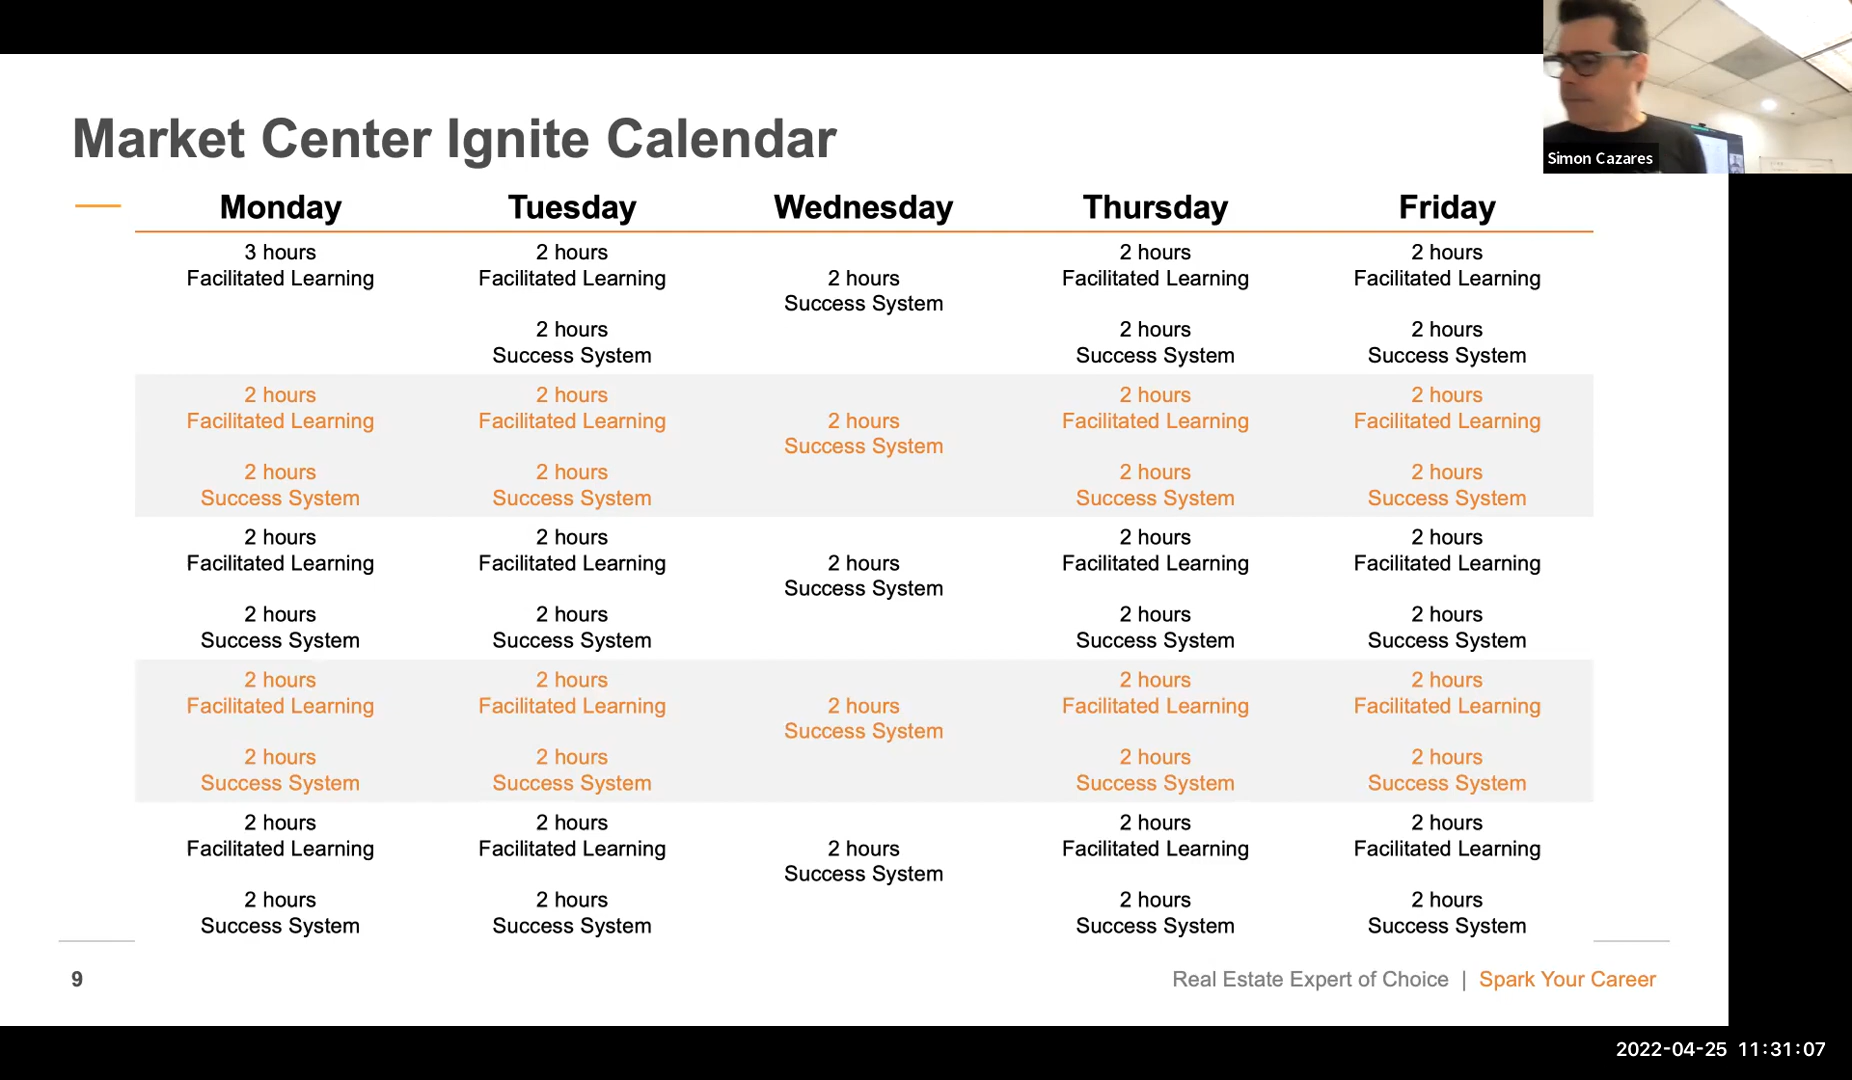 Simon Cazares
Market Center Ignite Calendar
Monday Tuesday Wednesday Thursday Friday
3 hours
Facilitated Learning
2 hours
Facilitated Learning
2 hours
Success System
2 hours
Success System
2 hours
Facilitated Learning
2 hours
Success System
2 hours
Facilitated Learning
2 hours
Success System
2 hours
Facilitated Learning
2 hours
Success System
2 hours
Facilitated Learning
2 hours
Success System
2 hours
Success System
2 hours
Facilitated Learning
2 hours
Success System
2 hours
Facilitated Learning
2 hours
Success System
2 hours
Facilitated Learning
2 hours
Success System
2 hours
Facilitated Learning
2 hours
Success System
2 hours
Success System
2 hours
Facilitated Learning
2 hours
Success System
2 hours
Facilitated Learning
2 hours
Success System
2 hours
Facilitated Learning
2 hours
Success System
2 hours
Facilitated Learning
2 hours
Success System
2 hours
Success System
2 hours
Facilitated Learning
2 hours
Success System
2 hours
Facilitated Learning
2 hours
Success System
2 hours
Facilitated Learning
2 hours
Success System
2 hours
Facilitated Learning
2 hours
Success System
2 hours
Success System
2 hours
Facilitated Learning
2 hours
Success System
2 hours
Facilitated Learning
2 hours
Success System
9
Real Estate Expert of Choice | Spark Your Career
2022-04-25 11:31:07